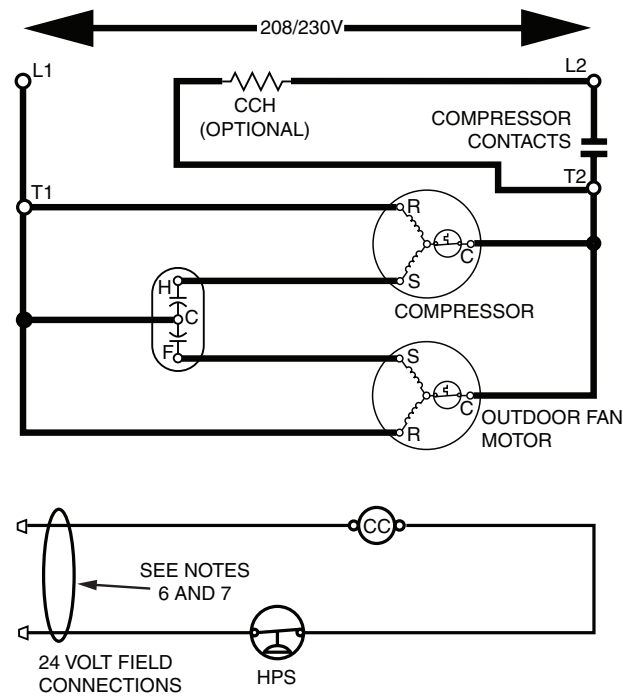 208/230V
L1
L2
CCH
(OPTIONAL)
COMPRESSOR
CONTACTS
T1
T2
R
C
S
COMPRESSOR
H
C
F
S
C
R
OUTDOOR FAN
MOTOR
CC
SEE NOTES
6 AND 7
24 VOLT FIELD
CONNECTIONS
HPS